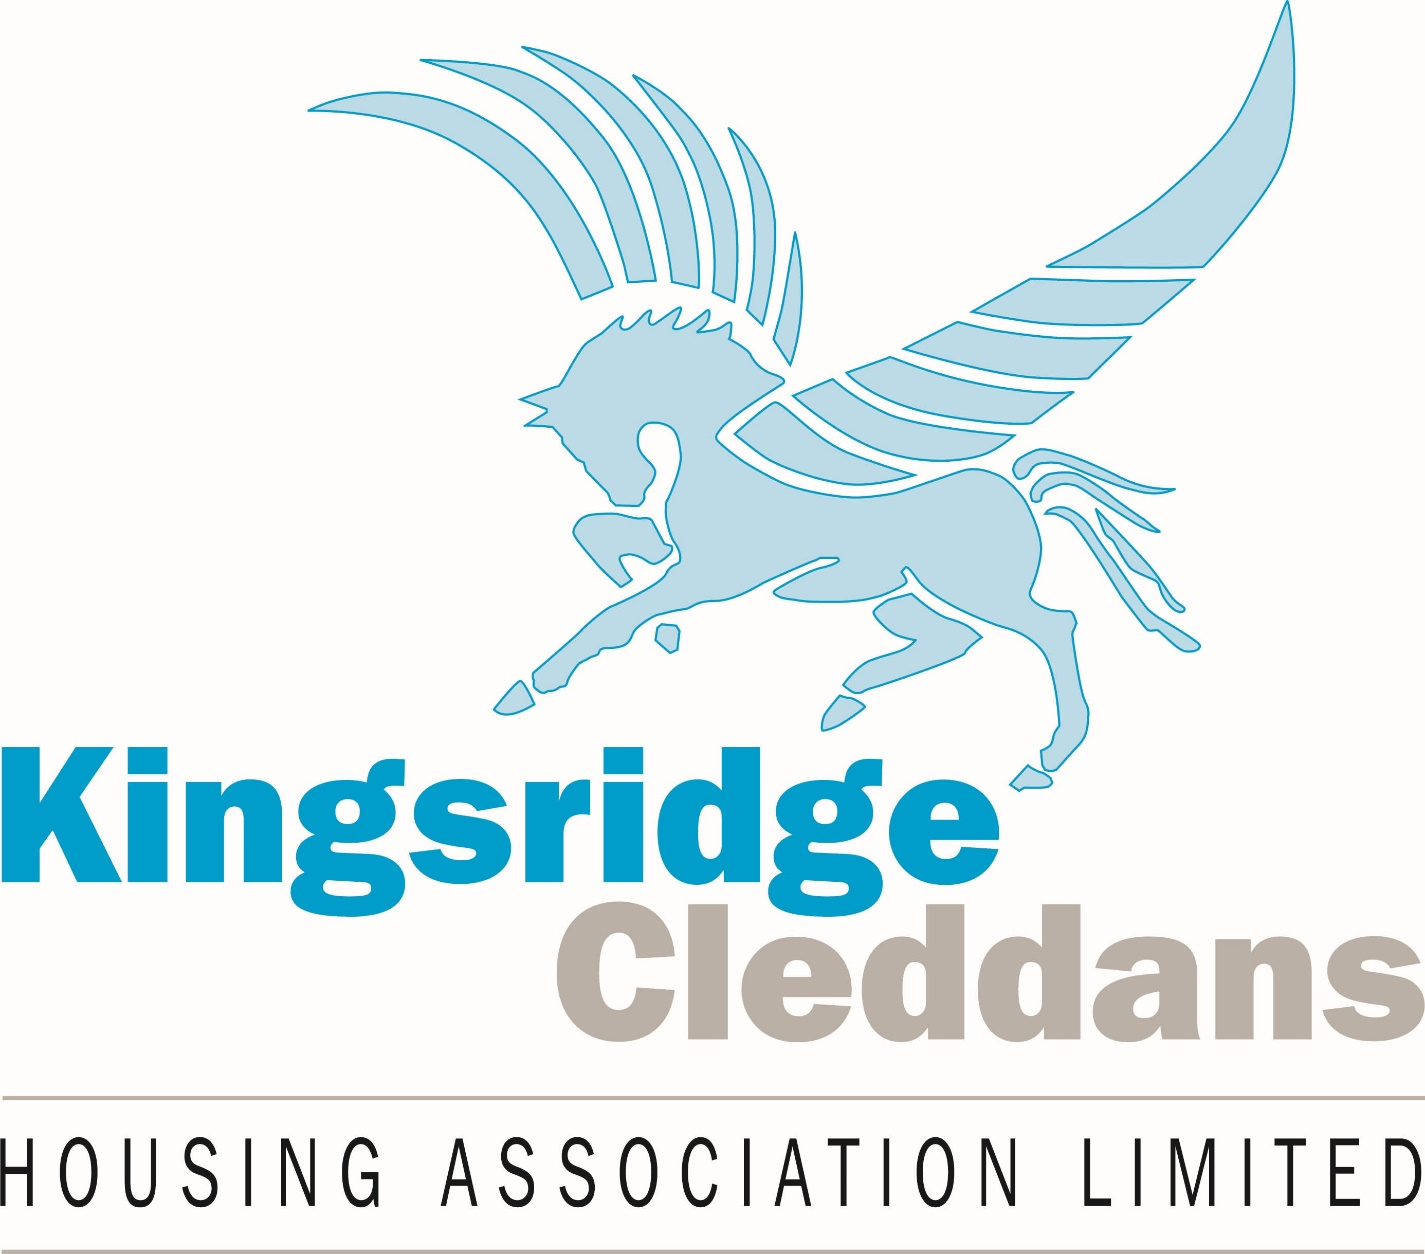 Kingsridge
Cleddans
HOUSING ASSOCIATION LIMITED